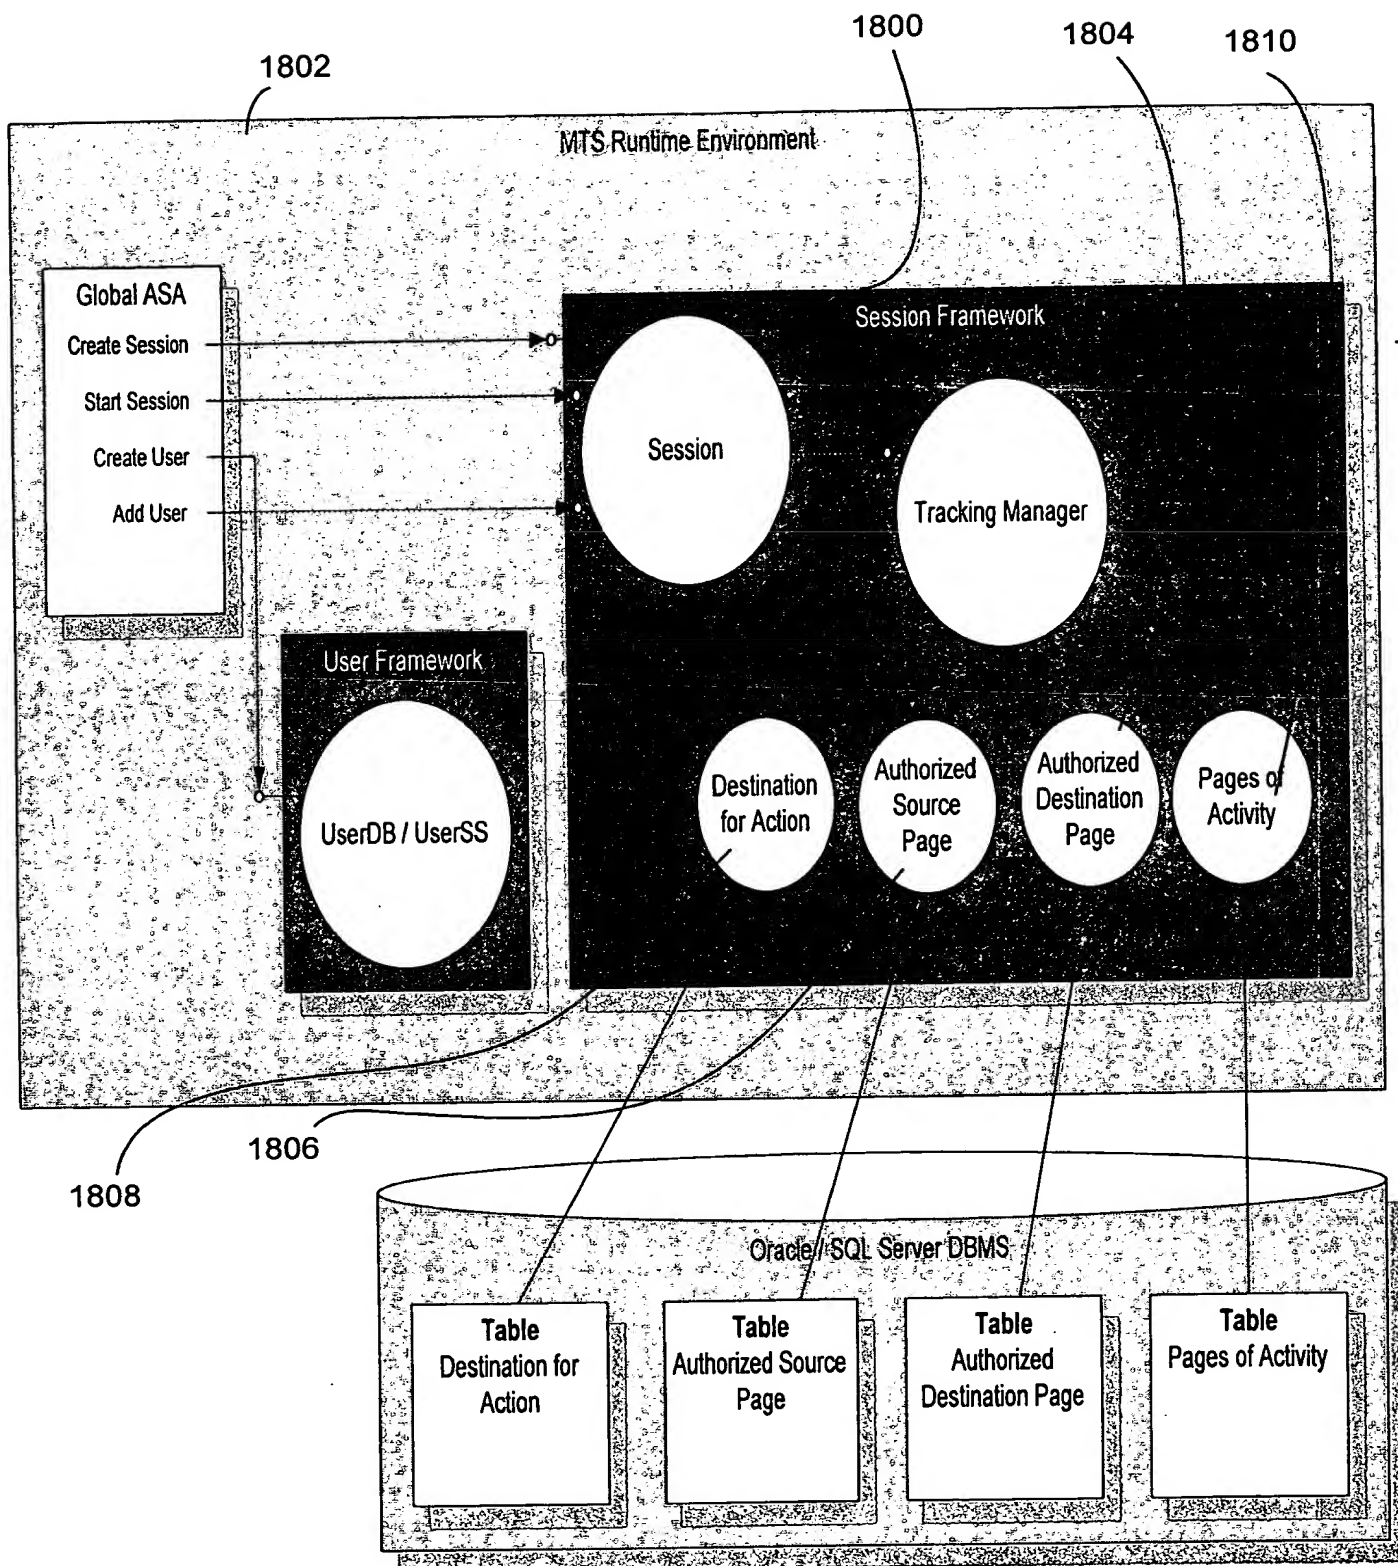 1800
1804
1810
1802
MTS Runtime Environment
Global ASA
Create Session
Start Session
Create User
Add User
Session Framework
Session
Tracking Manager
User Framework
UserDB / UserSS
Destination
for Action
Authorized
Source
Page
Authorized
Destination
Page
Pages of
Activity
1806
1808
Oracle// SQL Server DBMS
Table
Destination for
Action
Table
Authorized Source
Page
Table
Authorized
Destination Page
Table
Pages of Activity